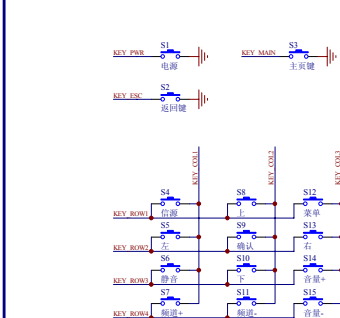 S1
KEY_PWR
电源
S3
KEY_MAIN
主页键
S2
KEY_ESC
返回键
KEY_COL1
KEY_COL2
KEY_COL3
S4
S8
S12
信源
上
菜单
KEY_ROW1
S5
S9
S13
左
确认
右
KEY_ROW2
S6
S10
S14
静音
下
音量+
KEY_ROW3
S7
S11
S15
频道+
频道-
音量-
KEY_ROW4